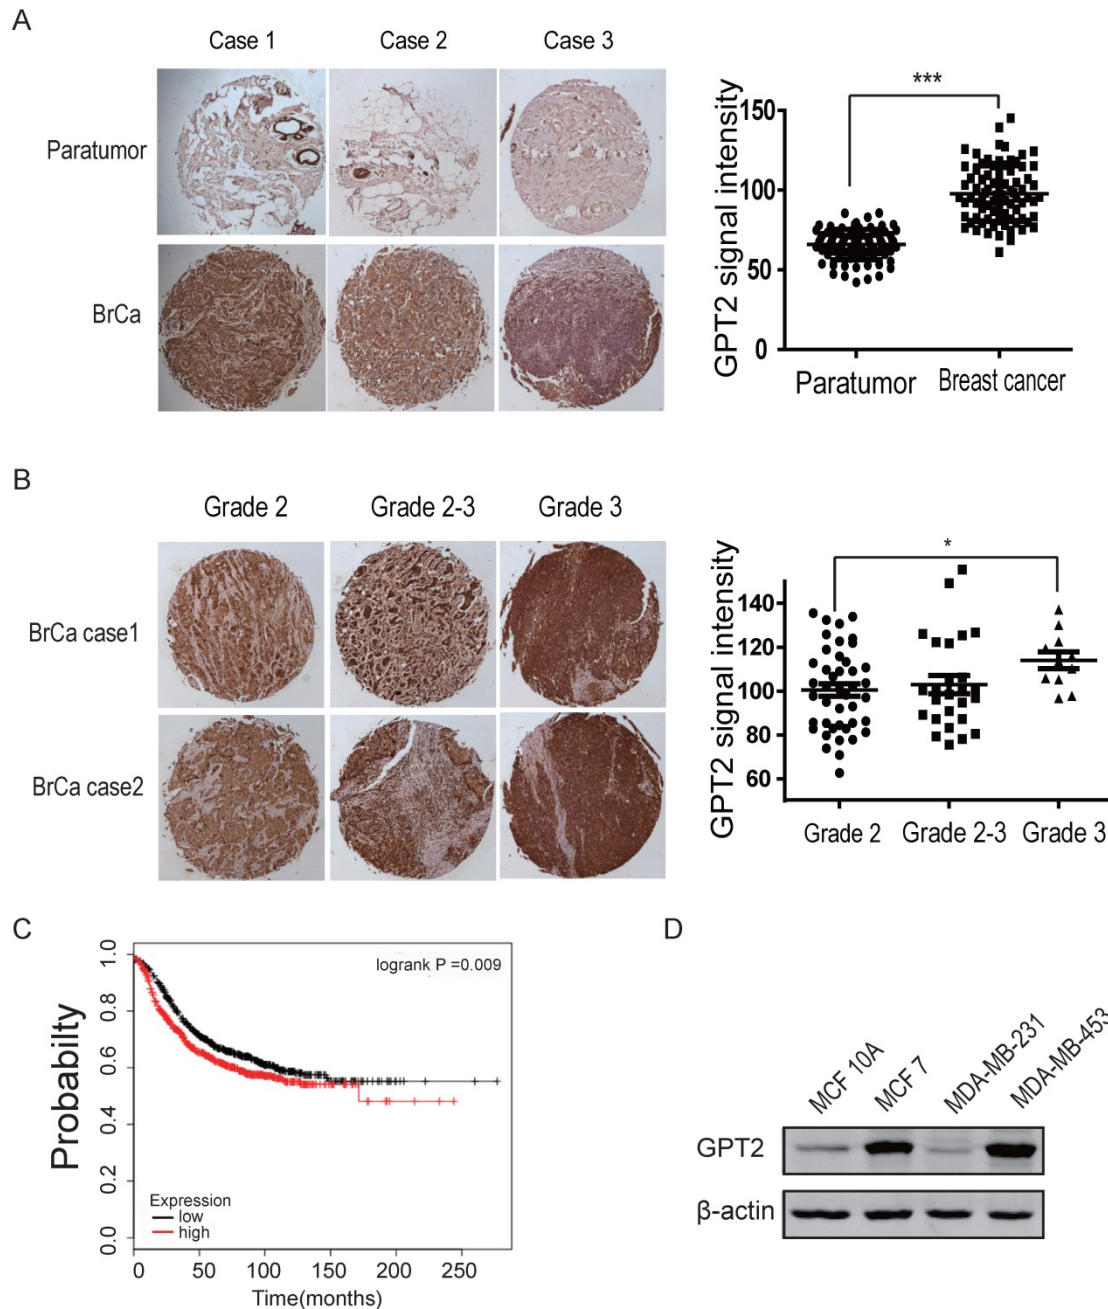 A
Case 1
Case 2
Case 3
Paratumor
BrCa
***
GPT2 signal intensity
150
100
50
0
Paratumor
Breast cancer
B
Grade 2
Grade 2-3
Grade 3
BrCa case1
BrCa case2
*
GPT2 signal intensity
140
120
100
80
60
Grade 2
Grade 2-3
Grade 3
C
logrank P =0.009
Probabilty
1.0
0.8
0.6
0.4
0.2
0.0
Expression
low
high
0
50
100
150
200
250
Time(months)
D
MCF 10A
MCF 7
MDA-MB-231
MDA-MB-453
GPT2
β-actin